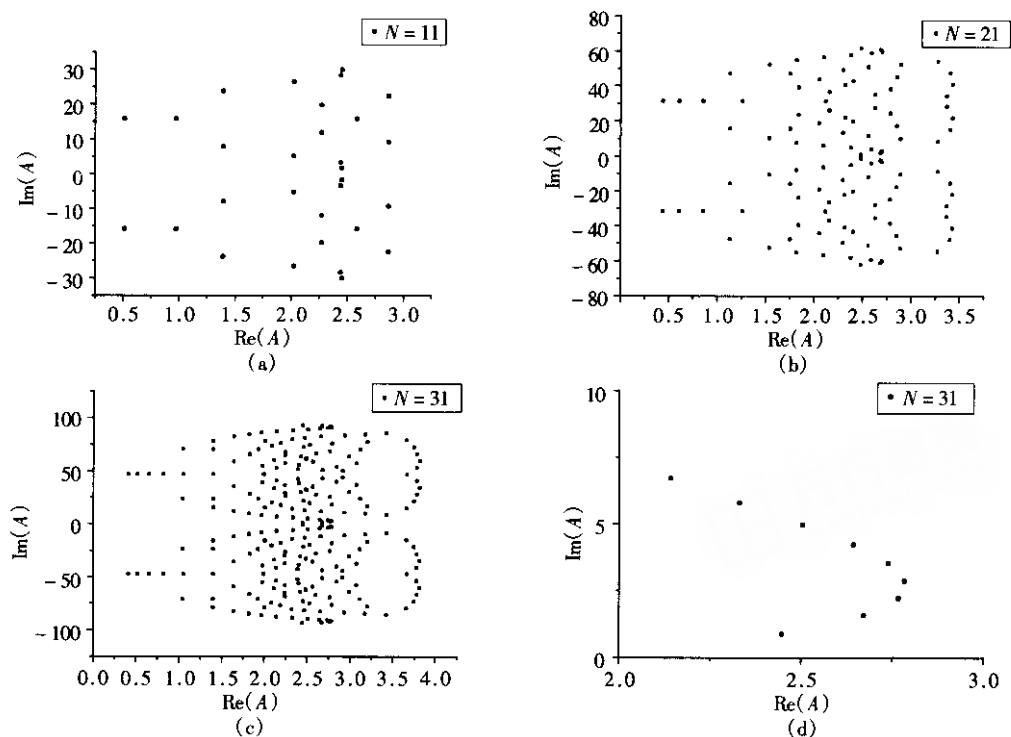 N = 11
30
20
10
0
−10
−20
−30
Im(A)
0.5 1.0 1.5 2.0 2.5 3.0
Re(A)
(a)
N = 21
80
60
40
20
0
−20
−40
−60
−80
Im(A)
0.5 1.0 1.5 2.0 2.5 3.0 3.5
Re(A)
(b)
N = 31
100
50
0
−50
−100
Im(A)
0.0 0.5 1.0 1.5 2.0 2.5 3.0 3.5 4.0
Re(A)
(c)
N = 31
10
5
0
Im(A)
2.0 2.5 3.0
Re(A)
(d)